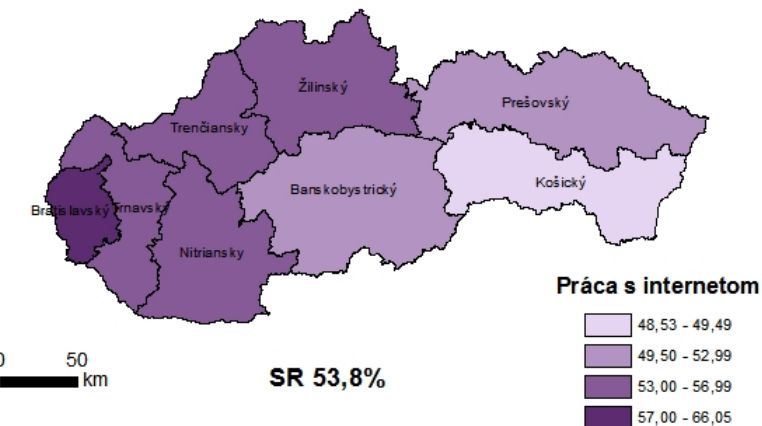 Žilinský
Prešovský
Trenčiansky
Košický
Banskobystrický
Bratislavský
Trnavský
Nitriansky
Práca s internetom
48,53 - 49,49
49,50 - 52,99
53,00 - 56,99
57,00 - 66,05
0 50
km
SR 53,8%